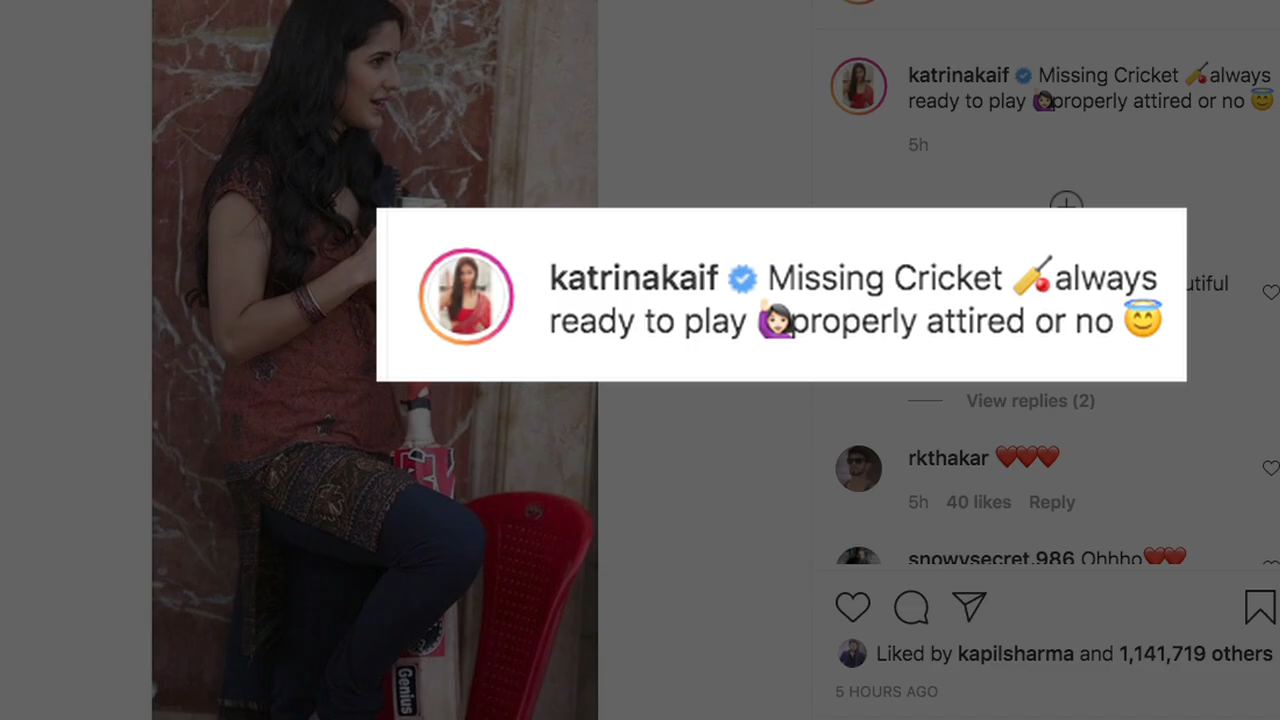 katrinakaif Missing Cricket 🏏always
ready to play 🙋🏻‍♀️properly attired or no 😇
5h
katrinakaif Missing Cricket 🏏always
ready to play 🙋🏻‍♀️properly attired or no 😇
utiful
View replies (2)
rkthakar ❤️❤️❤️
5h 40 likes Reply
snowysecret.986 Ohhho❤️❤️
Liked by kapilsharma and 1,141,719 others
5 HOURS AGO
Genius